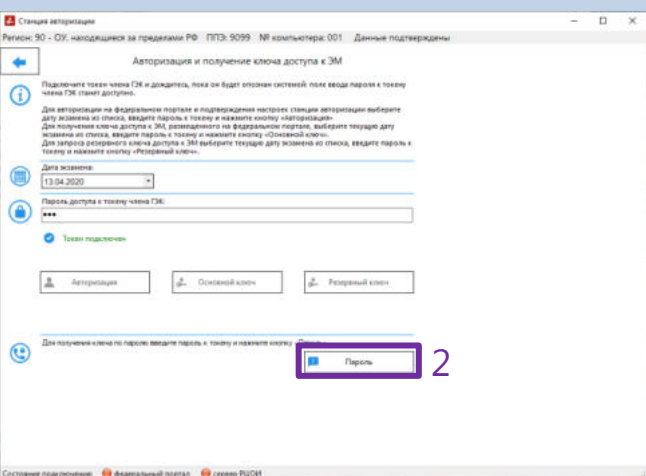 Станция авторизации
Регион: 90 - ОУ, находящиеся за пределами РФ ППЭ: 9099 № компьютера: 001 Данные подтверждены
Авторизация и получение ключа доступа к ЭМ
Подключите токен члена ГЭК и дождитесь, пока он будет опознан системой: поле ввода пароля к токену
члена ГЭК станет доступно.
Для авторизации на федеральном портале и подтверждения настроек станции авторизации выберите
дату экзамена из списка, введите пароль к токену и нажмите кнопку «Авторизация»
Для получения ключа доступа к ЭМ, размещённого на федеральном портале, выберите текущую дату
экзамена из списка, введите пароль к токену и нажмите кнопку «Основной ключ».
Для запроса резервного ключа доступа к ЭМ выберите текущую дату экзамена из списка, введите пароль к
токену и нажмите кнопку «Резервный ключ».
Дата экзамена:
13.04.2020
Пароль доступа к токену члена ГЭК:
•••
Токен подключен
Авторизация
Основной ключ
Резервный ключ
Для получения ключа по паролю введите пароль к токену и нажмите кнопку
Пароль
2
Состояние подключения: федеральный портал сервер РЦОИ